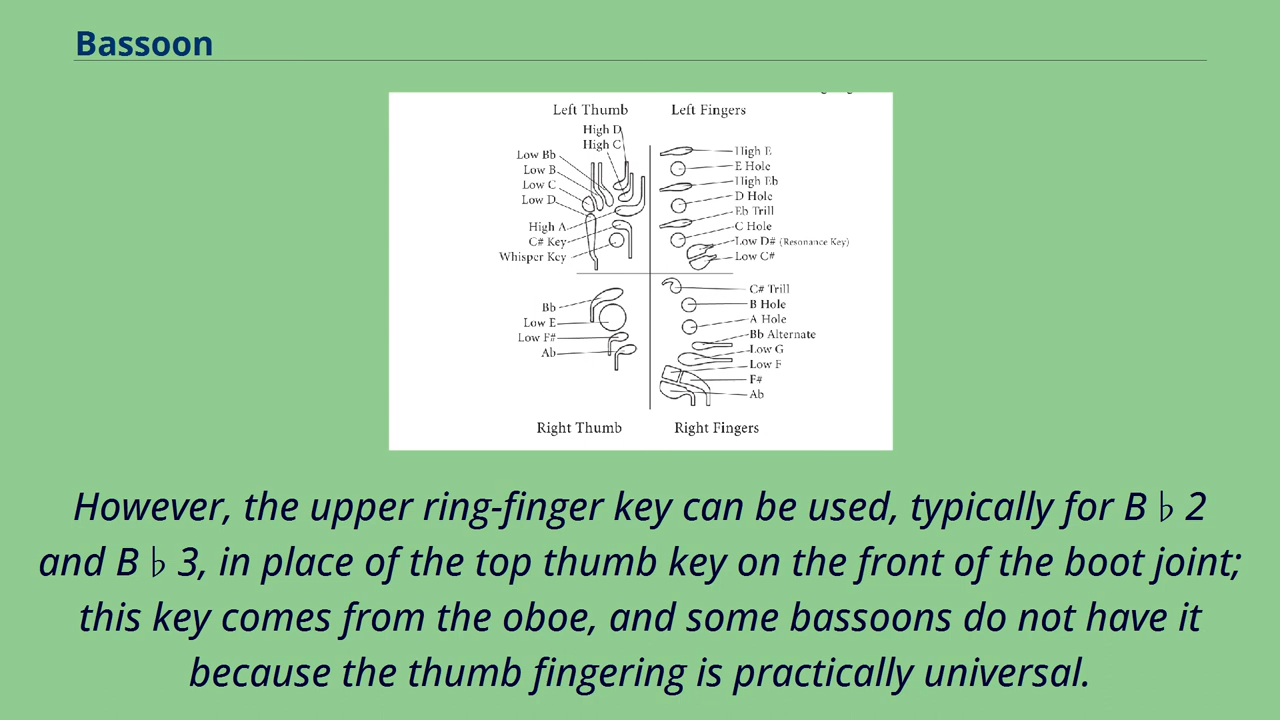 Bassoon
Left Thumb
Left Fingers
High D
High C
Low Bb
Low B
Low C
Low D
High A
C# Key
Whisper Key
High E
E Hole
High Eb
D Hole
Eb Trill
C Hole
Low D# (Resonance Key)
Low C#
Bb
Low E
Low F#
Ab
C# Trill
B Hole
A Hole
Bb Alternate
Low G
Low F
F#
Ab
Right Thumb
Right Fingers
However, the upper ring-finger key can be used, typically for B ♭ 2
and B ♭ 3, in place of the top thumb key on the front of the boot joint;
this key comes from the oboe, and some bassoons do not have it
because the thumb fingering is practically universal.